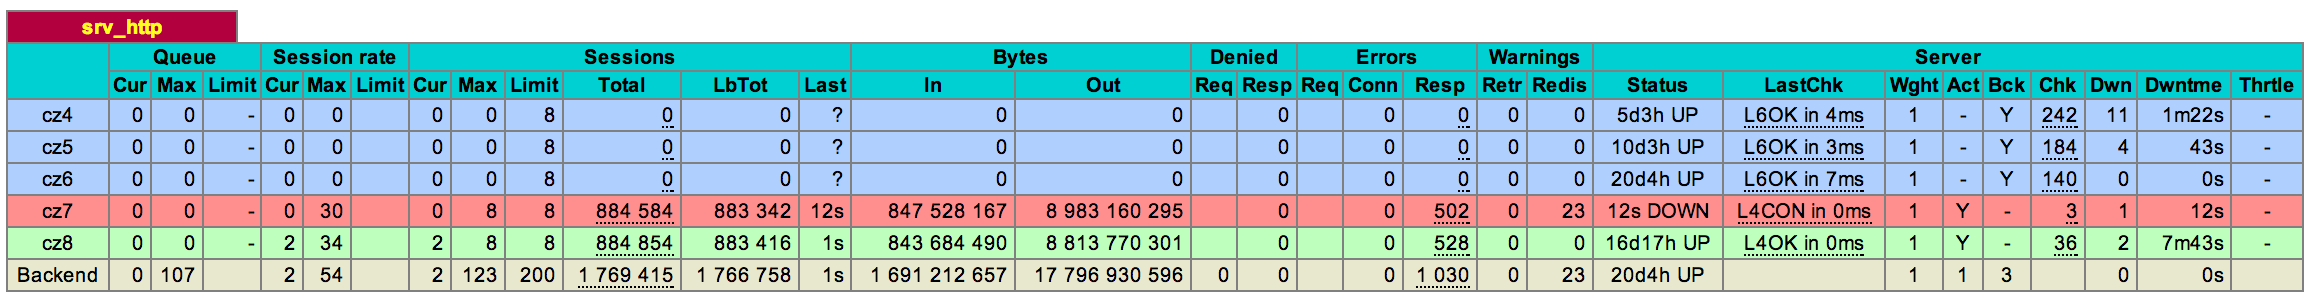 srv_http
Queue Session rate Sessions Bytes Denied Errors Warnings Server
Cur Max Limit Cur Max Limit Cur Max Limit Total LbTot Last In Out Req Resp Req Conn Resp Retr Redis Status LastChk Wght Act Bck Chk Dwn Dwntme Thrtle
cz4 0 0 - 0 0 0 0 8 0 0 ? 0 0 0 0 0 0 0 5d3h UP L6OK in 4ms 1 - Y 242 11 1m22s -
cz5 0 0 - 0 0 0 0 8 0 0 ? 0 0 0 0 0 0 0 10d3h UP L6OK in 3ms 1 - Y 184 4 43s -
cz6 0 0 - 0 0 0 0 8 0 0 ? 0 0 0 0 0 0 0 20d4h UP L6OK in 7ms 1 - Y 140 0 0s -
cz7 0 0 - 0 30 0 8 8 884 584 883 342 12s 847 528 167 8 983 160 295 0 0 502 0 23 12s DOWN L4CON in 0ms 1 Y - 3 1 12s -
cz8 0 0 - 2 34 2 8 8 884 854 883 416 1s 843 684 490 8 813 770 301 0 0 528 0 0 16d17h UP L4OK in 0ms 1 Y - 36 2 7m43s -
Backend 0 107 2 54 2 123 200 1 769 415 1 766 758 1s 1 691 212 657 17 796 930 596 0 0 0 1 030 0 23 20d4h UP 1 1 3 0 0s